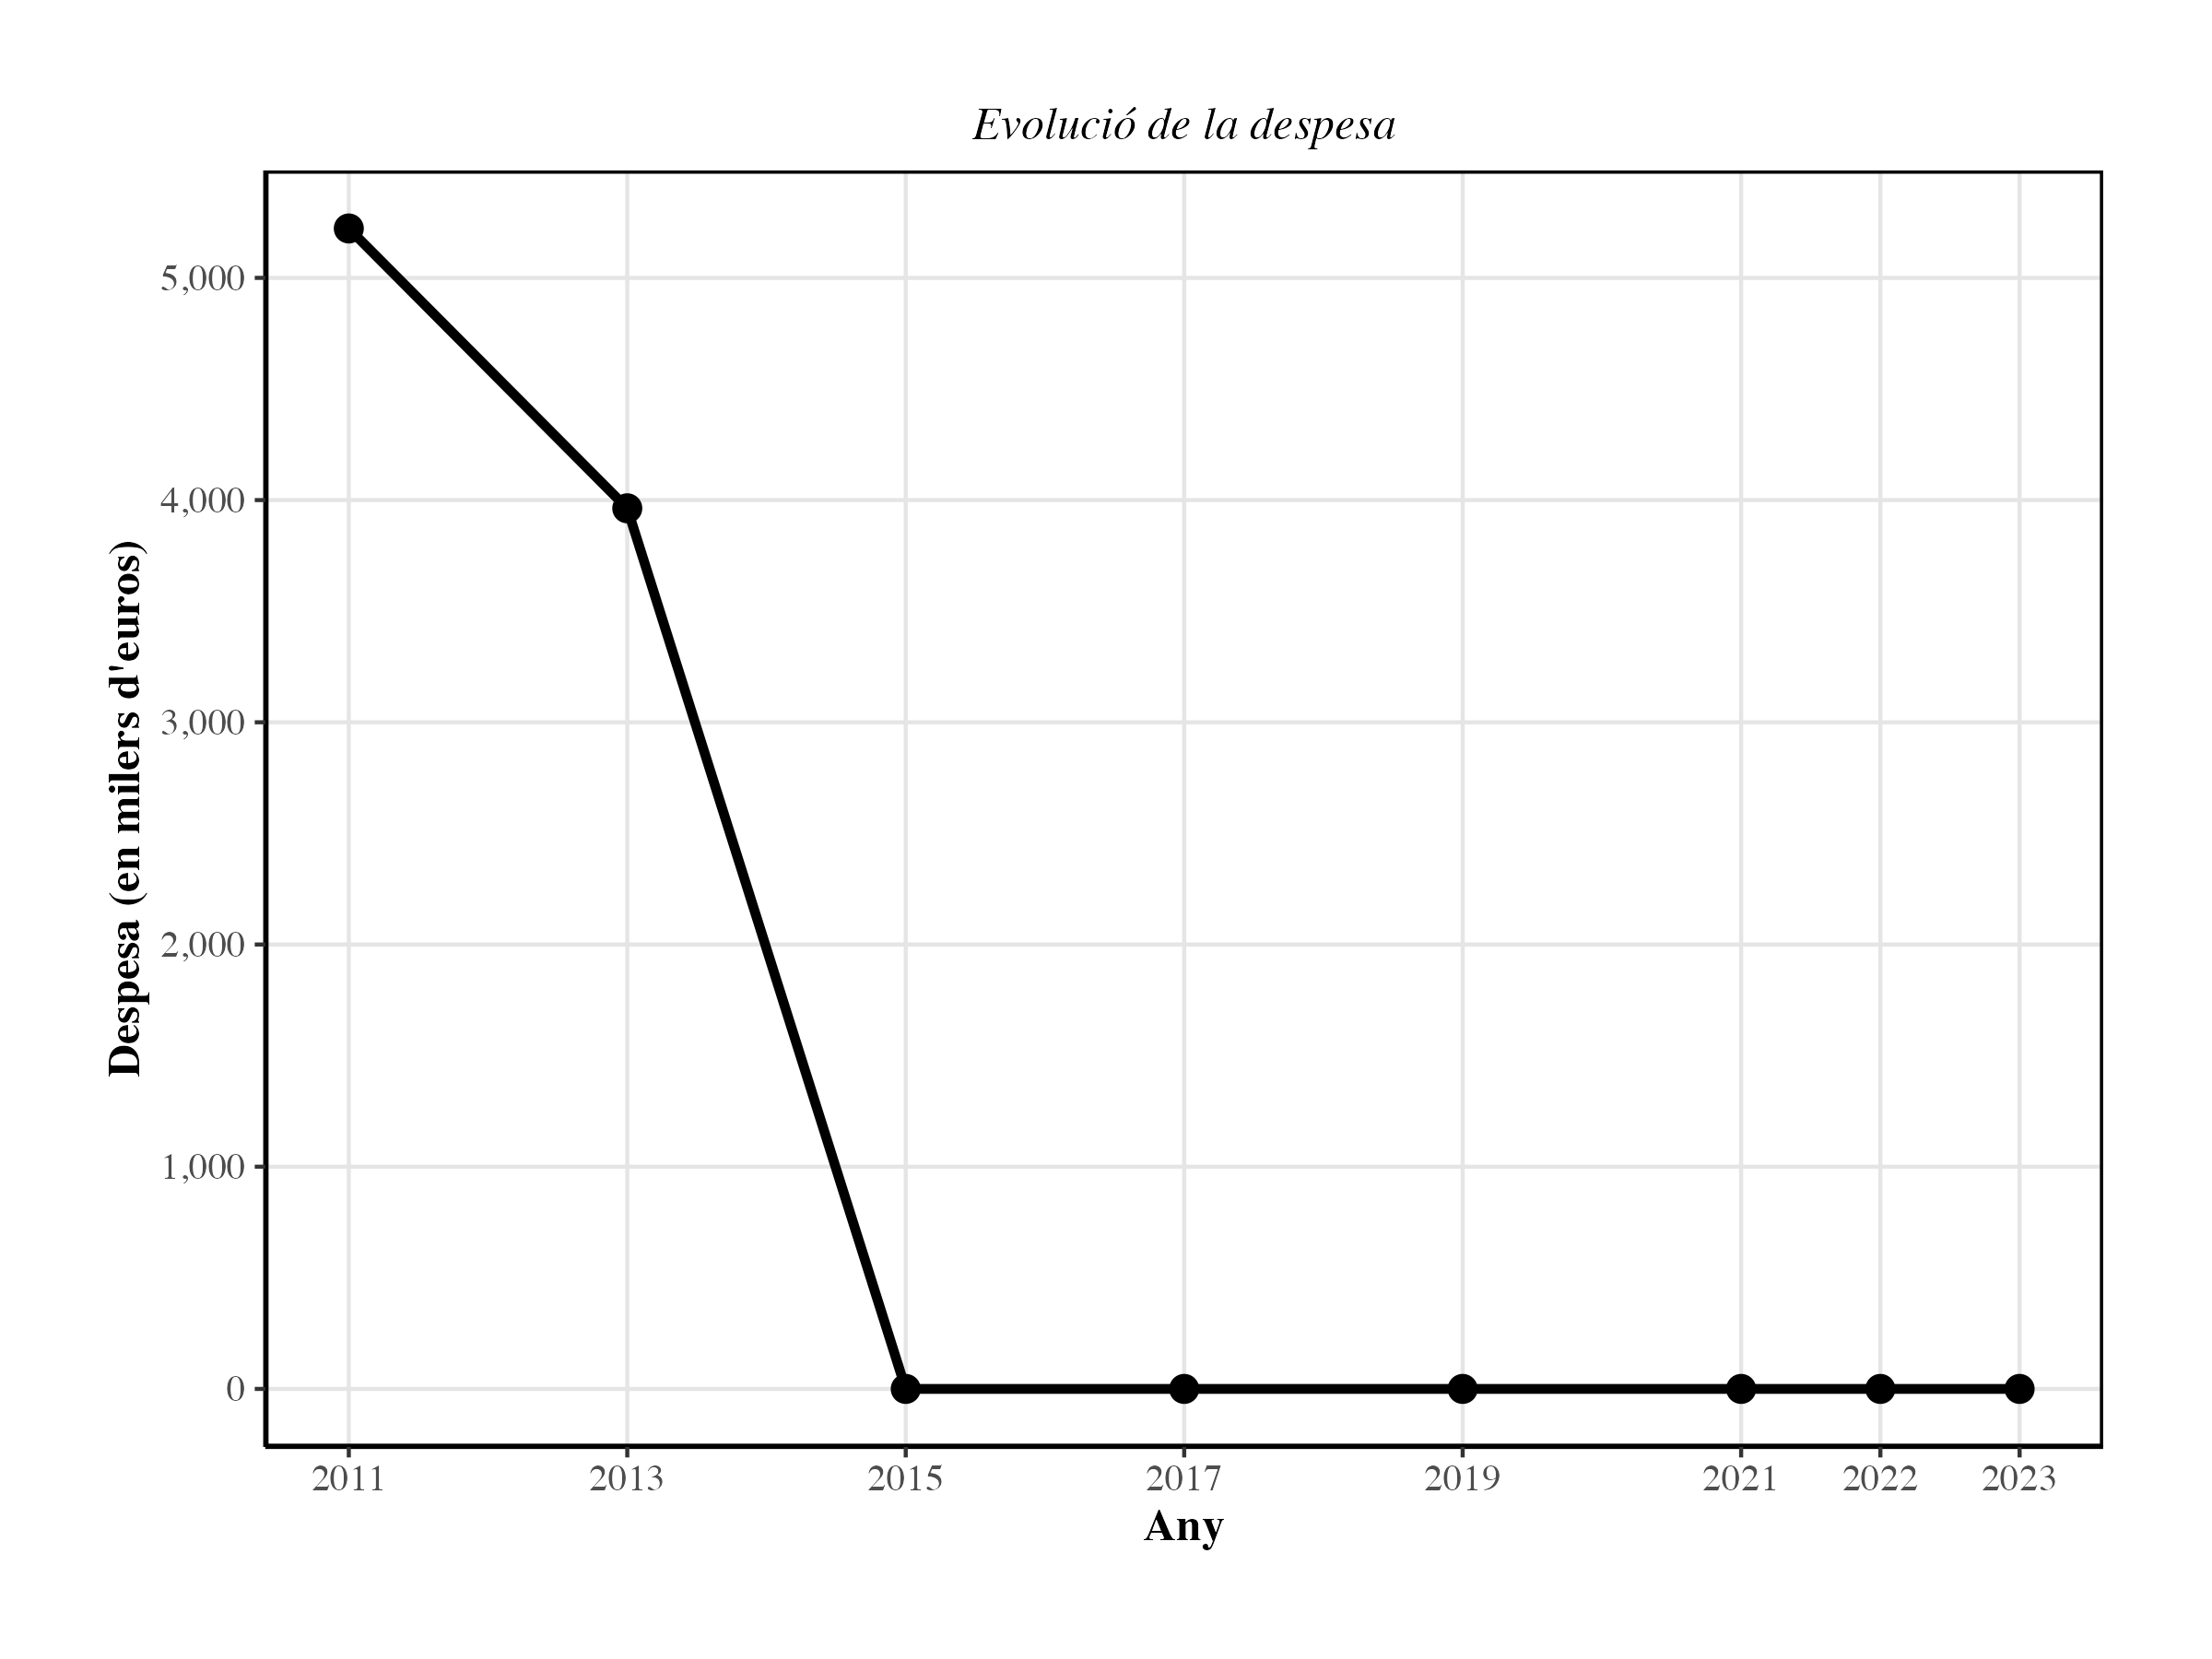 Evolució de la despesa
Despesa (en milers d'euros)
5,000
4,000
3,000
2,000
1,000
0
2011 2013 2015 2017 2019 2021 2022 2023
Any